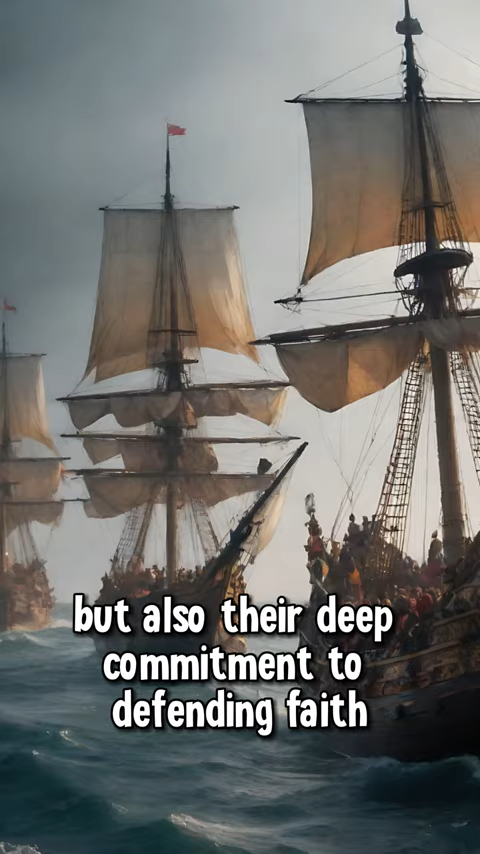 but also their deep
commitment to
defending faith